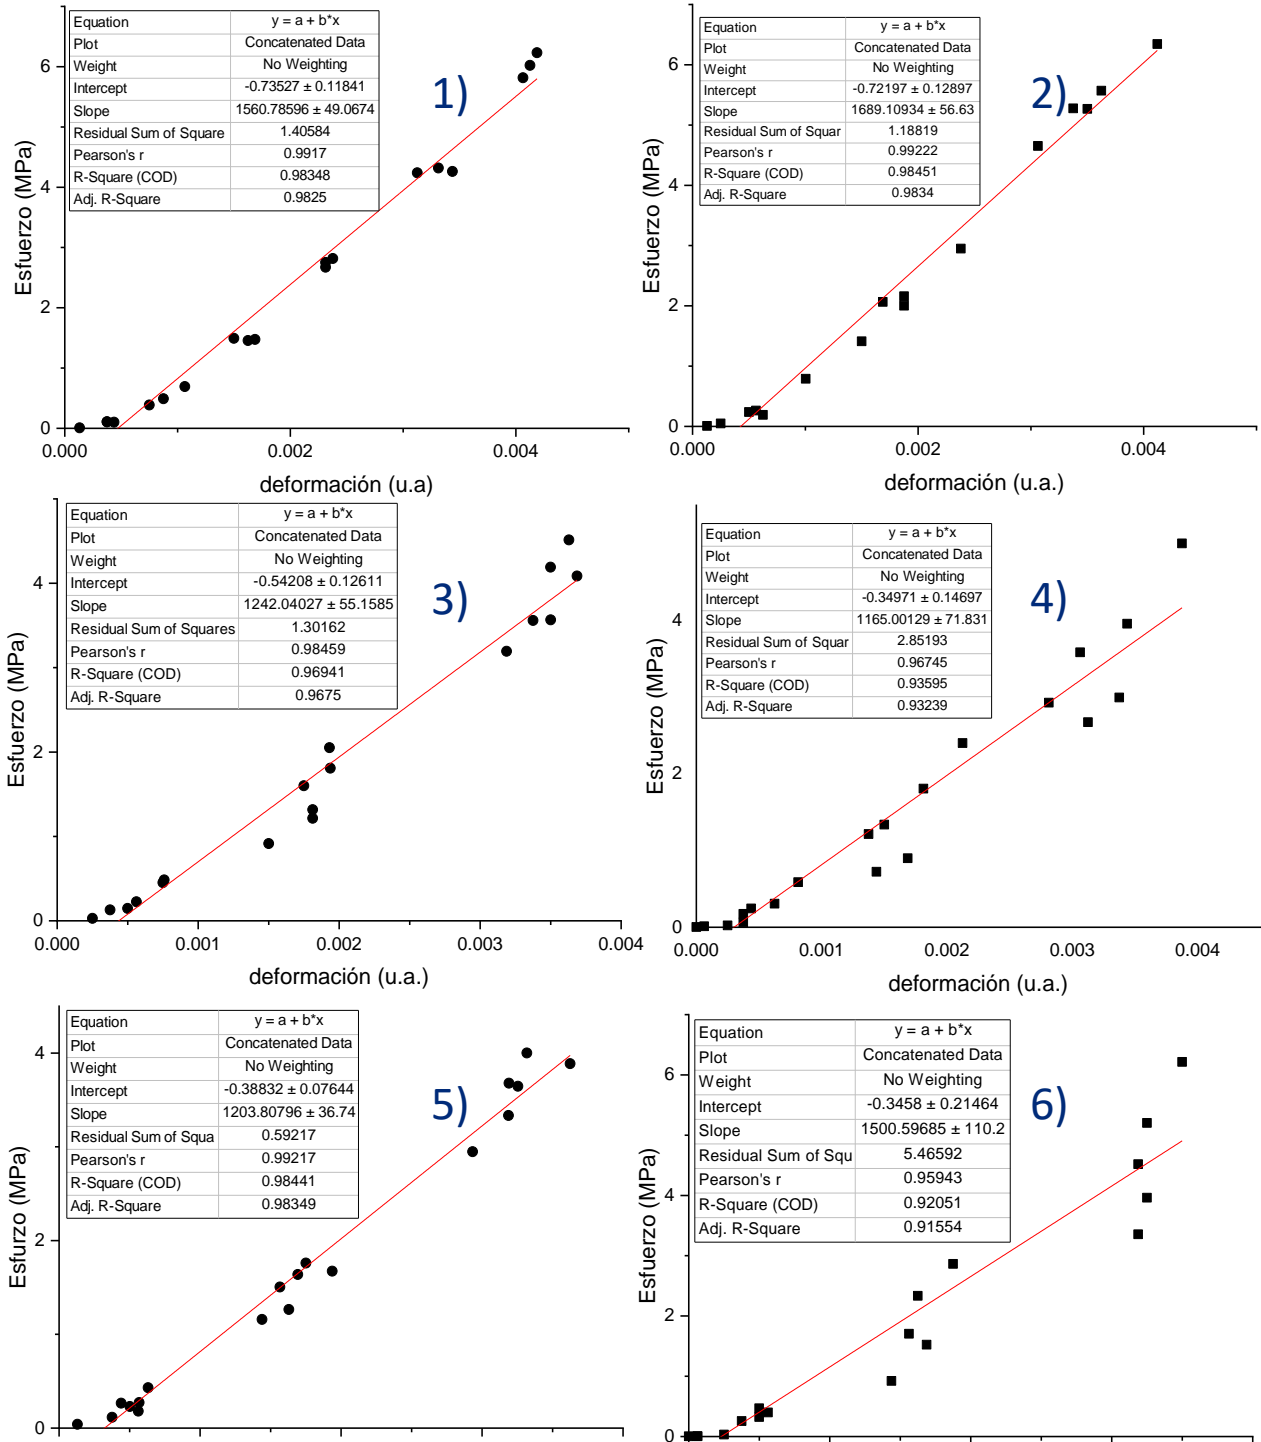 Equation y = a + b*x
Plot Concatenated Data
Weight No Weighting
Intercept -0.73527 ± 0.11841
Slope 1560.78596 ± 49.0674
Residual Sum of Square 1.40584
Pearson's r 0.9917
R-Square (COD) 0.98348
Adj. R-Square 0.9825
1)
6
4
2
0
0.000 0.002 0.004
Esfuerzo (MPa)
deformación (u.a)
Equation y = a + b*x
Plot Concatenated Data
Weight No Weighting
Intercept -0.72197 ± 0.12897
Slope 1689.10934 ± 56.63
Residual Sum of Squar 1.18819
Pearson's r 0.99222
R-Square (COD) 0.98451
Adj. R-Square 0.9834
2)
6
4
2
0
0.000 0.002 0.004
Esfuerzo (MPa)
deformación (u.a.)
Equation y = a + b*x
Plot Concatenated Data
Weight No Weighting
Intercept -0.54208 ± 0.12611
Slope 1242.04027 ± 55.1585
Residual Sum of Squares 1.30162
Pearson's r 0.98459
R-Square (COD) 0.96941
Adj. R-Square 0.9675
3)
4
2
0
0.000 0.001 0.002 0.003 0.004
Esfuerzo (MPa)
deformación (u.a.)
Equation y = a + b*x
Plot Concatenated Data
Weight No Weighting
Intercept -0.34971 ± 0.14697
Slope 1165.00129 ± 71.831
Residual Sum of Squar 2.85193
Pearson's r 0.96745
R-Square (COD) 0.93595
Adj. R-Square 0.93239
4)
4
2
0
0.000 0.001 0.002 0.003 0.004
Esfuerzo (MPa)
deformación (u.a.)
Equation y = a + b*x
Plot Concatenated Data
Weight No Weighting
Intercept -0.38832 ± 0.07644
Slope 1203.80796 ± 36.74
Residual Sum of Squa 0.59217
Pearson's r 0.99217
R-Square (COD) 0.98441
Adj. R-Square 0.98349
5)
4
2
0
Esfurzo (MPa)
Equation y = a + b*x
Plot Concatenated Data
Weight No Weighting
Intercept -0.3458 ± 0.21464
Slope 1500.59685 ± 110.2
Residual Sum of Squ 5.46592
Pearson's r 0.95943
R-Square (COD) 0.92051
Adj. R-Square 0.91554
6)
6
4
2
0
Esfuerzo (MPa)